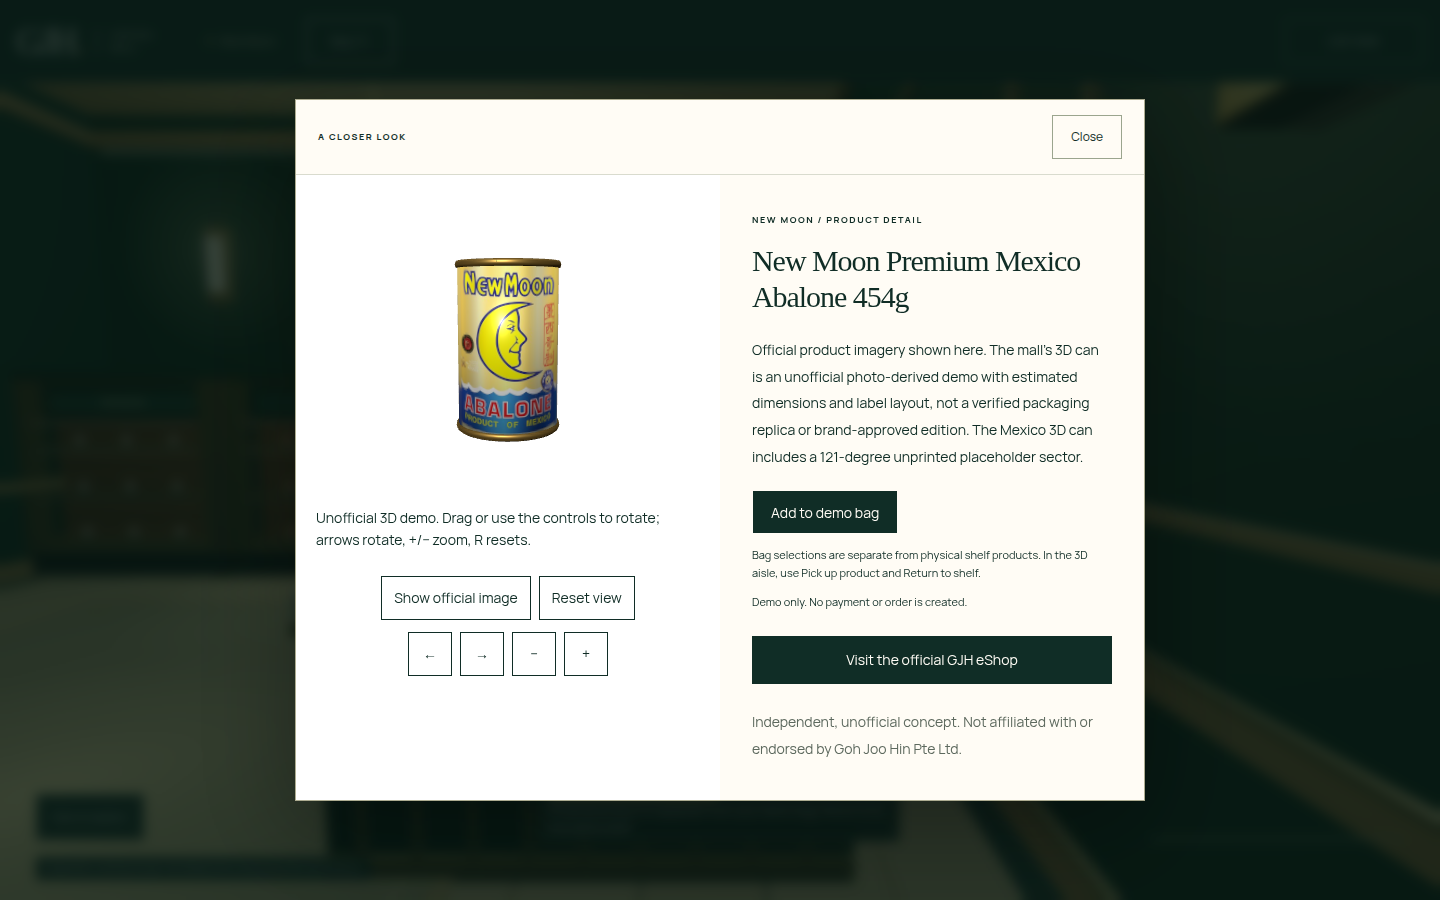 A CLOSER LOOK
Close
NewMoon
ABALONE
PRODUCT OF MEXICO
Unofficial 3D demo. Drag or use the controls to rotate;
arrows rotate, +/− zoom, R resets.
Show official image
Reset view
←
→
−
+
NEW MOON / PRODUCT DETAIL
New Moon Premium Mexico
Abalone 454g
Official product imagery shown here. The mall's 3D can
is an unofficial photo-derived demo with estimated
dimensions and label layout, not a verified packaging
replica or brand-approved edition. The Mexico 3D can
includes a 121-degree unprinted placeholder sector.
Add to demo bag
Bag selections are separate from physical shelf products. In the 3D
aisle, use Pick up product and Return to shelf.
Demo only. No payment or order is created.
Visit the official GJH eShop
Independent, unofficial concept. Not affiliated with or
endorsed by Goh Joo Hin Pte Ltd.